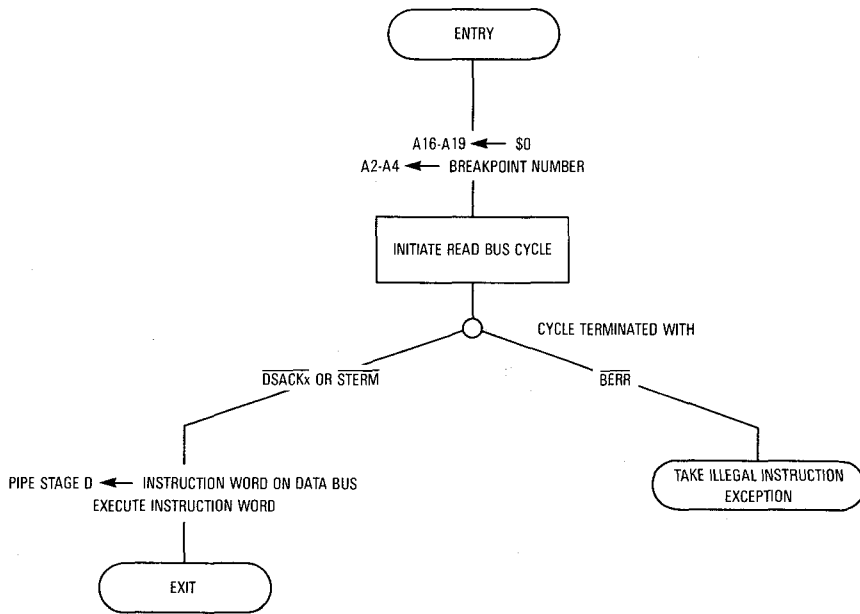 ENTRY
A16-A19 ← $0
A2-A4 ← BREAKPOINT NUMBER
INITIATE READ BUS CYCLE
CYCLE TERMINATED WITH
DSACKx OR STERM
BERR
PIPE STAGE D ← INSTRUCTION WORD ON DATA BUS
EXECUTE INSTRUCTION WORD
TAKE ILLEGAL INSTRUCTION
EXCEPTION
EXIT